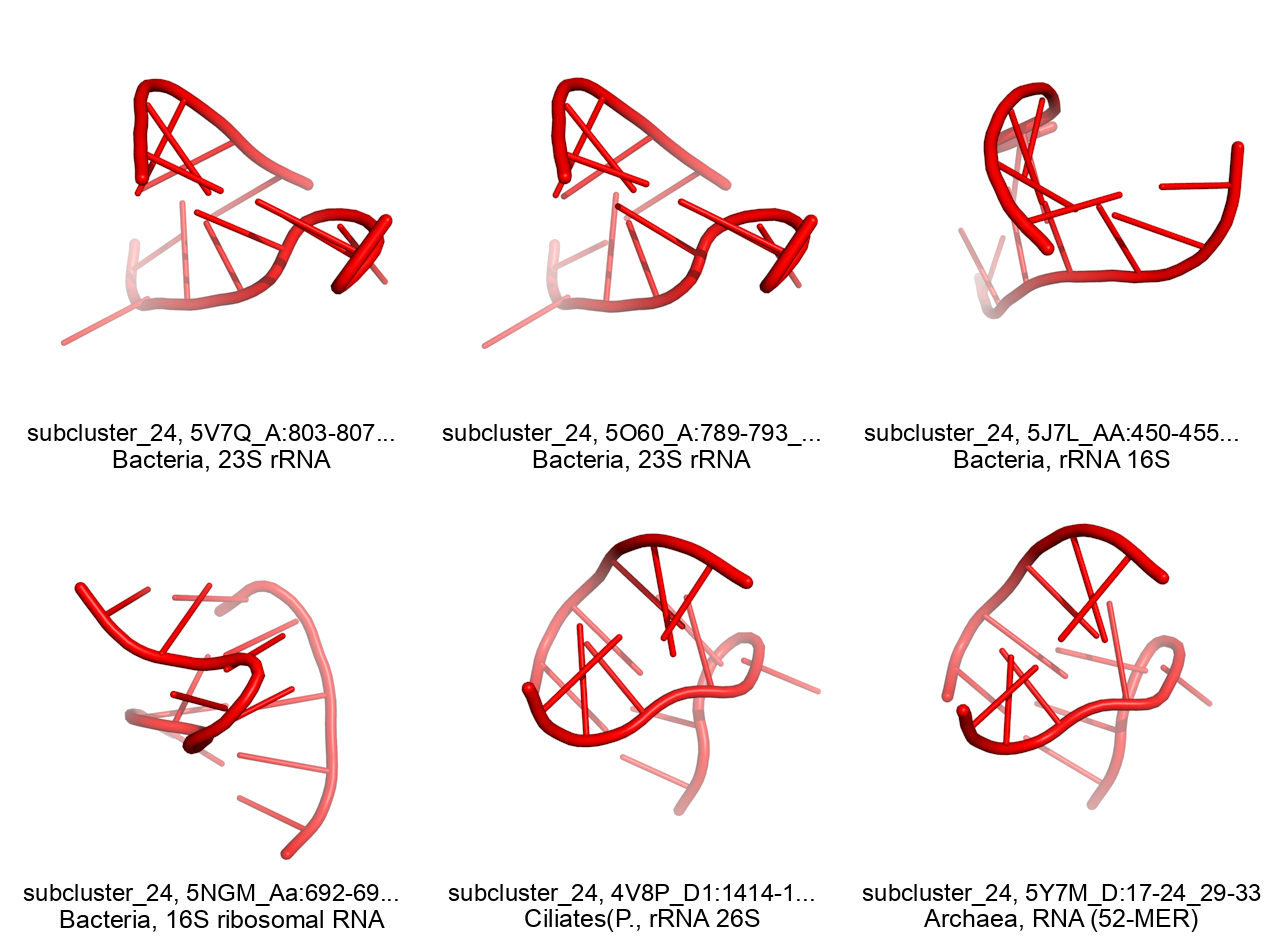 subcluster_24, 5V7Q_A:803-807...
Bacteria, 23S rRNA
subcluster_24, 5O60_A:789-793_...
Bacteria, 23S rRNA
subcluster_24, 5J7L_AA:450-455...
Bacteria, rRNA 16S
subcluster_24, 5NGM_Aa:692-69...
Bacteria, 16S ribosomal RNA
subcluster_24, 4V8P_D1:1414-1...
Ciliates(P., rRNA 26S
subcluster_24, 5Y7M_D:17-24_29-33
Archaea, RNA (52-MER)